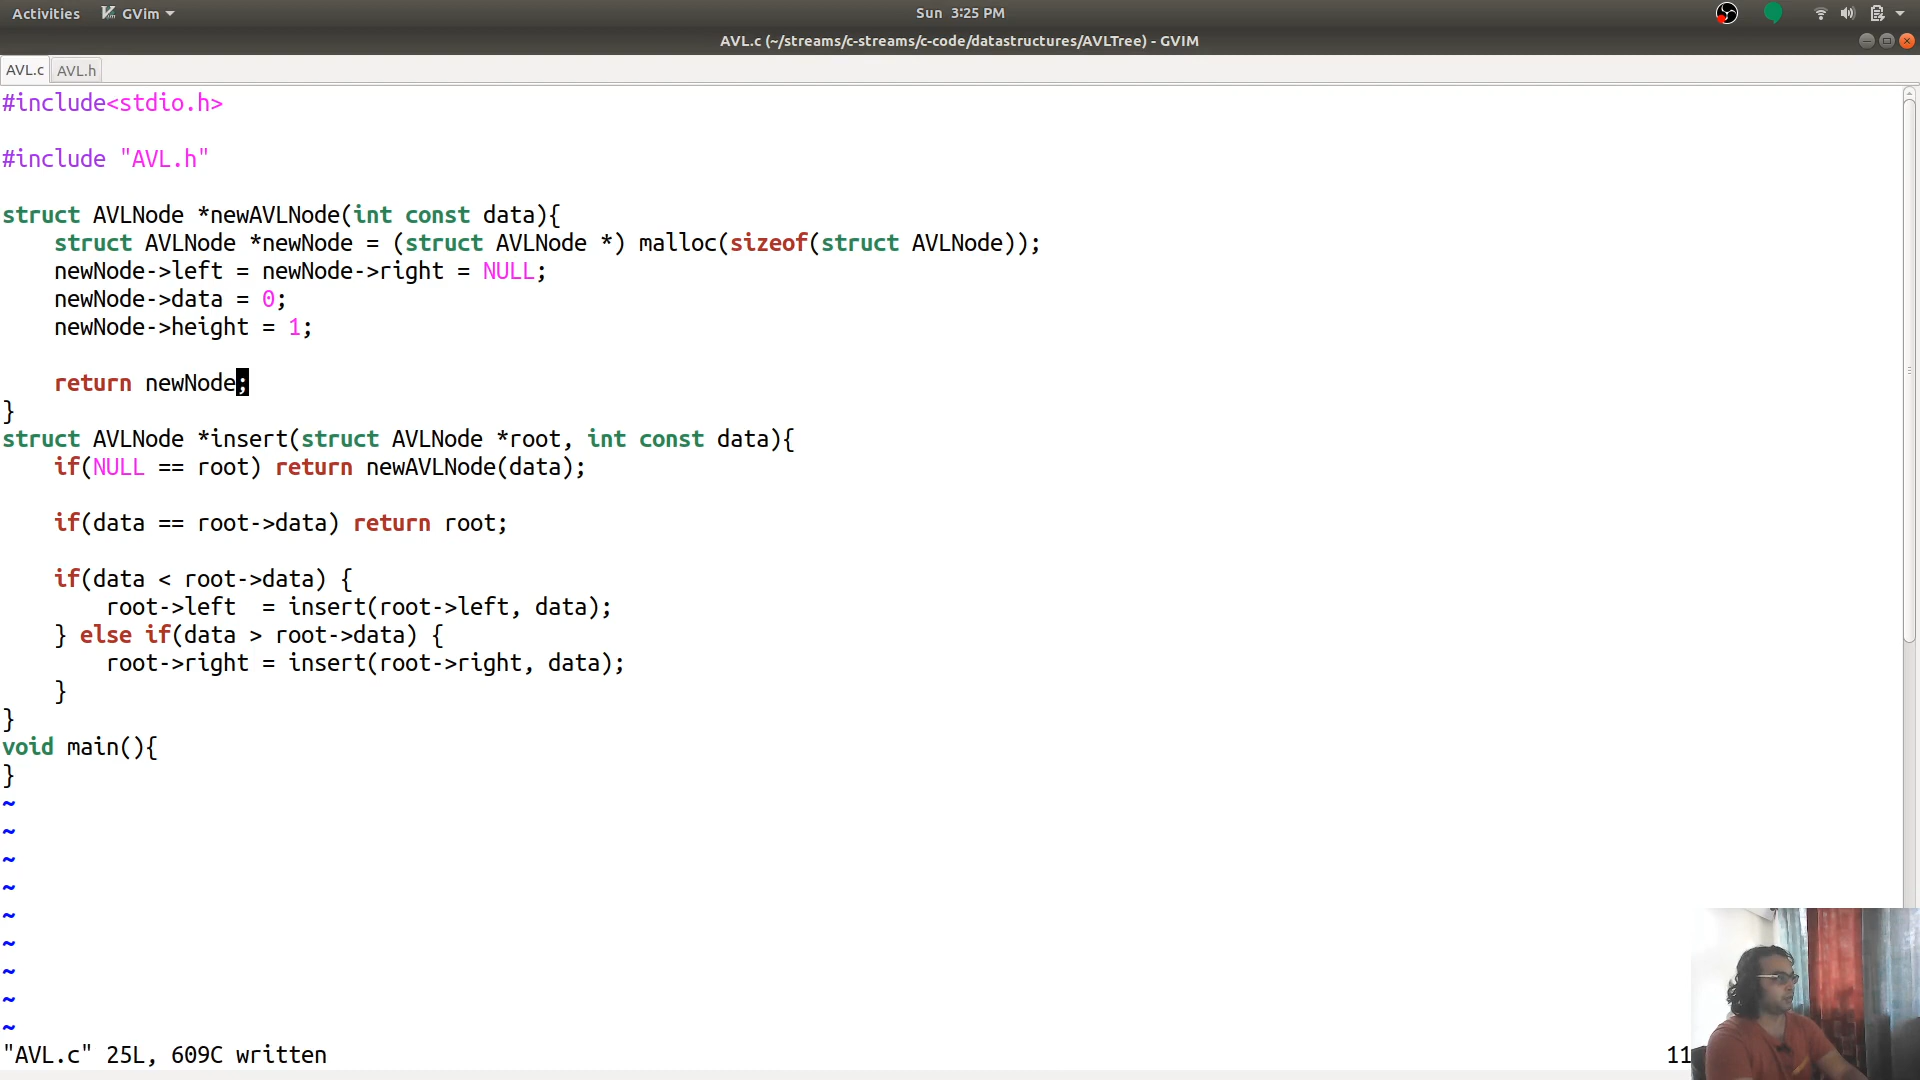 Activities GVim Sun 3:25 PM
AVL.c (~/streams/c-streams/c-code/datastructures/AVLTree) - GVIM
AVL.c AVL.h
#include<stdio.h>
#include "AVL.h"
struct AVLNode *newAVLNode(int const data){
    struct AVLNode *newNode = (struct AVLNode *) malloc(sizeof(struct AVLNode));
    newNode->left = newNode->right = NULL;
    newNode->data = 0;
    newNode->height = 1;
    return newNode;
}
struct AVLNode *insert(struct AVLNode *root, int const data){
    if(NULL == root) return newAVLNode(data);
    if(data == root->data) return root;
    if(data < root->data) {
        root->left  = insert(root->left, data);
    } else if(data > root->data) {
        root->right = insert(root->right, data);
    }
}
void main(){
}
~
~
~
~
~
~
~
~
~
"AVL.c" 25L, 609C written 11